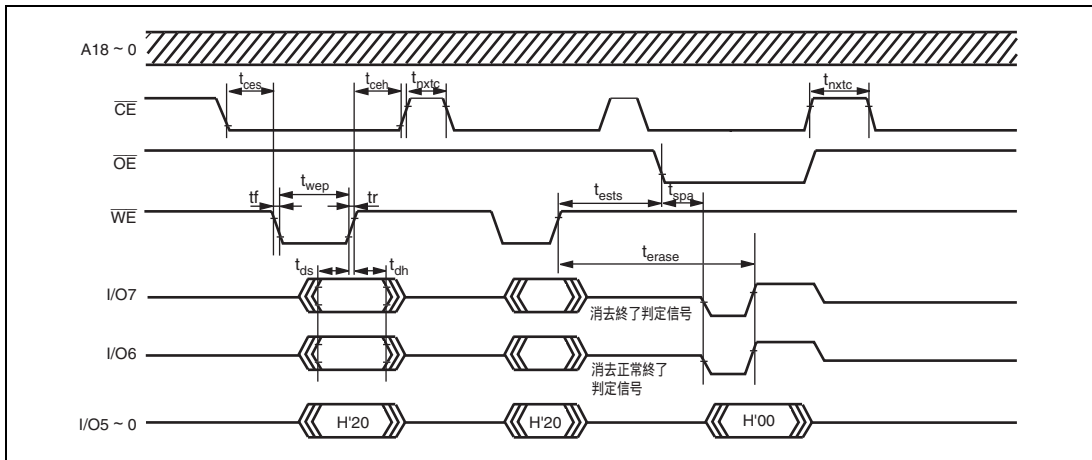 A18 ~ 0
tces
tceh
tnxtc
tnxtc
CE
OE
twep
tests
tspa
tf
tr
WE
terase
tds
tdh
I/O7
消去終了判定信号
I/O6
消去正常終了
判定信号
I/O5 ~ 0
H'20
H'20
H'00